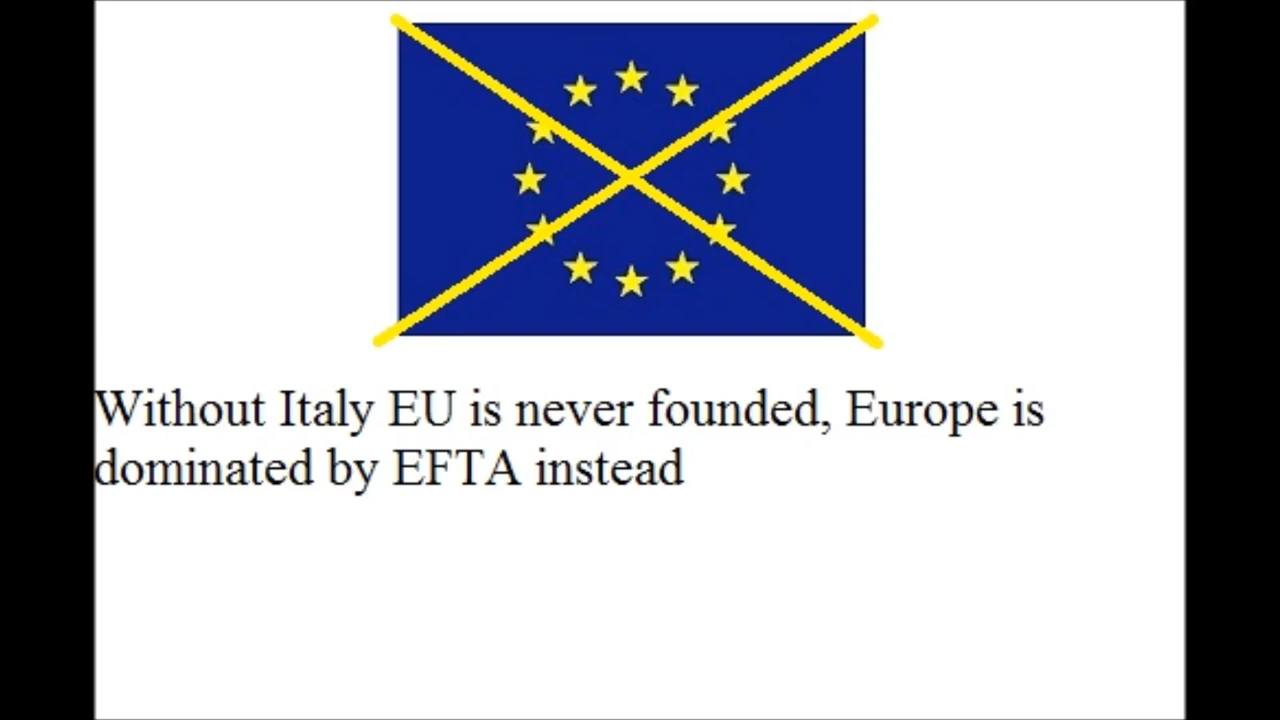 Without Italy EU is never founded, Europe is
dominated by EFTA instead